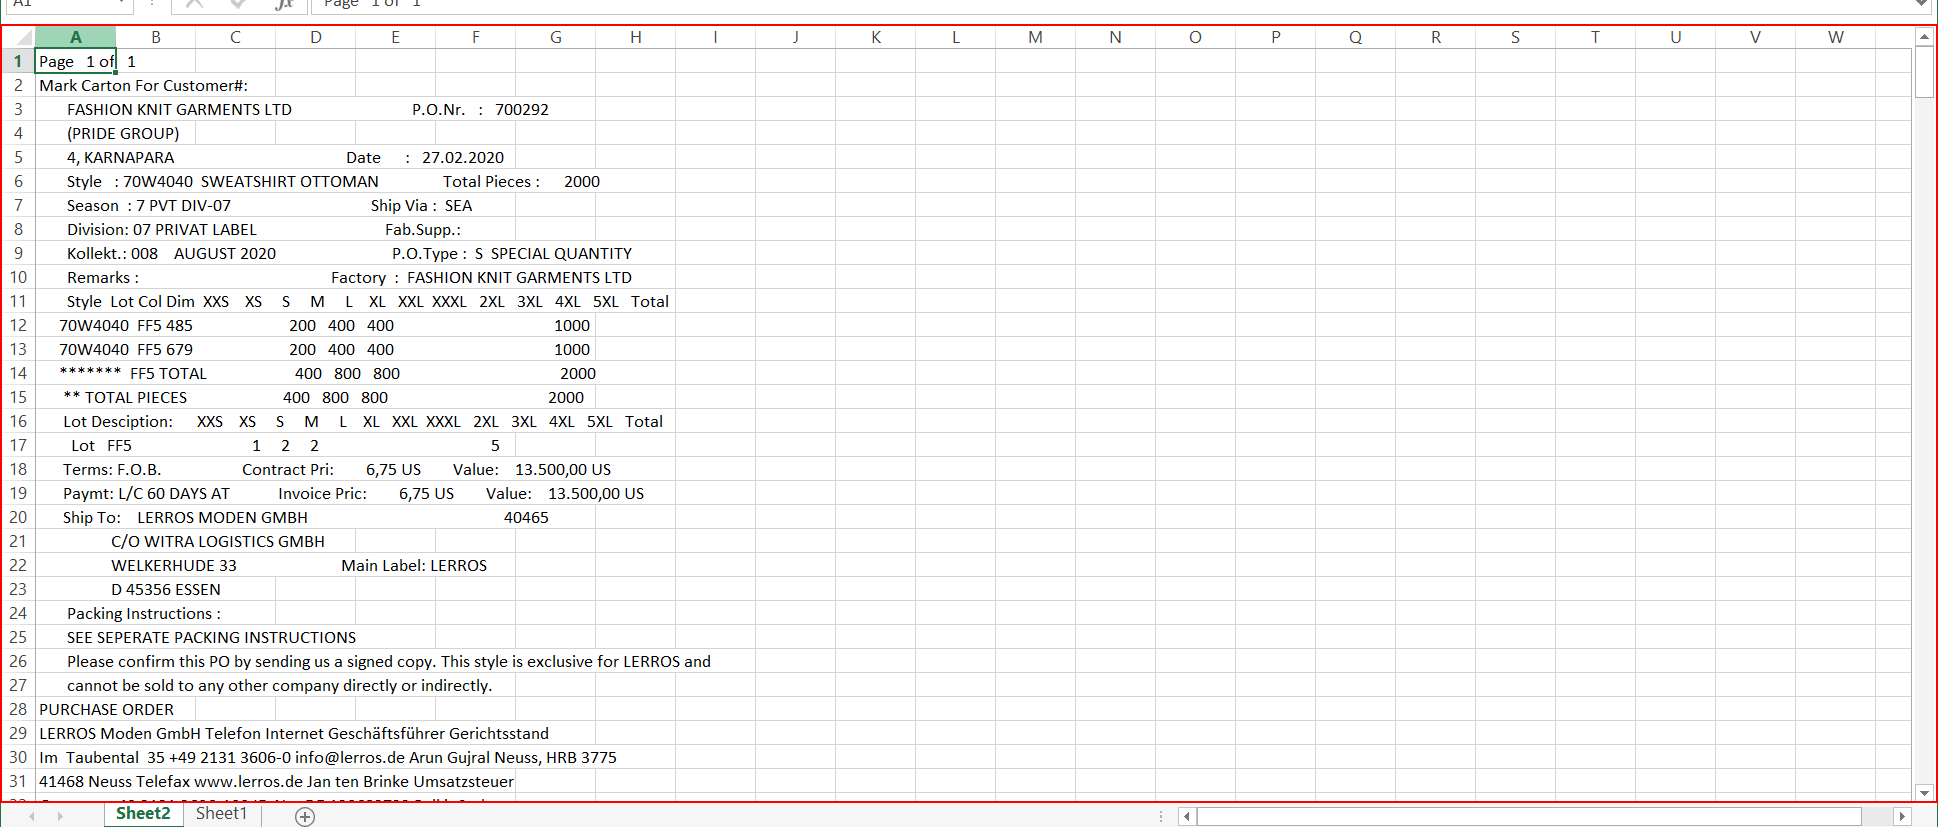 A1 fx Page 1 of 1
A B C D E F G H I J K L M N O P Q R S T U V W
1 Page 1 of 1
2 Mark Carton For Customer#:
3 FASHION KNIT GARMENTS LTD P.O.Nr. : 700292
4 (PRIDE GROUP)
5 4, KARNAPARA Date : 27.02.2020
6 Style : 70W4040 SWEATSHIRT OTTOMAN Total Pieces : 2000
7 Season : 7 PVT DIV-07 Ship Via : SEA
8 Division: 07 PRIVAT LABEL Fab.Supp.:
9 Kollekt.: 008 AUGUST 2020 P.O.Type : S SPECIAL QUANTITY
10 Remarks : Factory : FASHION KNIT GARMENTS LTD
11 Style Lot Col Dim XXS XS S M L XL XXL XXXL 2XL 3XL 4XL 5XL Total
12 70W4040 FF5 485 200 400 400 1000
13 70W4040 FF5 679 200 400 400 1000
14 ******* FF5 TOTAL 400 800 800 2000
15 ** TOTAL PIECES 400 800 800 2000
16 Lot Desciption: XXS XS S M L XL XXL XXXL 2XL 3XL 4XL 5XL Total
17 Lot FF5 1 2 2 5
18 Terms: F.O.B. Contract Pri: 6,75 US Value: 13.500,00 US
19 Paymt: L/C 60 DAYS AT Invoice Pric: 6,75 US Value: 13.500,00 US
20 Ship To: LERROS MODEN GMBH 40465
21 C/O WITRA LOGISTICS GMBH
22 WELKERHUDE 33 Main Label: LERROS
23 D 45356 ESSEN
24 Packing Instructions :
25 SEE SEPERATE PACKING INSTRUCTIONS
26 Please confirm this PO by sending us a signed copy. This style is exclusive for LERROS and
27 cannot be sold to any other company directly or indirectly.
28 PURCHASE ORDER
29 LERROS Moden GmbH Telefon Internet Geschäftsführer Gerichtsstand
30 Im Taubental 35 +49 2131 3606-0 info@lerros.de Arun Gujral Neuss, HRB 3775
31 41468 Neuss Telefax www.lerros.de Jan ten Brinke Umsatzsteuer
Sheet2 Sheet1